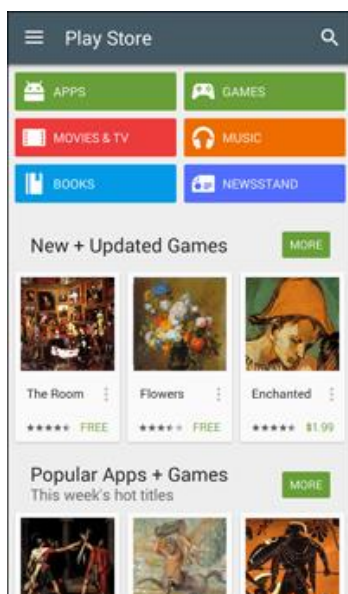 Play Store
APPS
GAMES
MOVIES & TV
MUSIC
BOOKS
NEWSSTAND
New + Updated Games
MORE
The Room
Flowers
Enchanted
FREE
FREE
$1.99
Popular Apps + Games
This week's hot titles
MORE